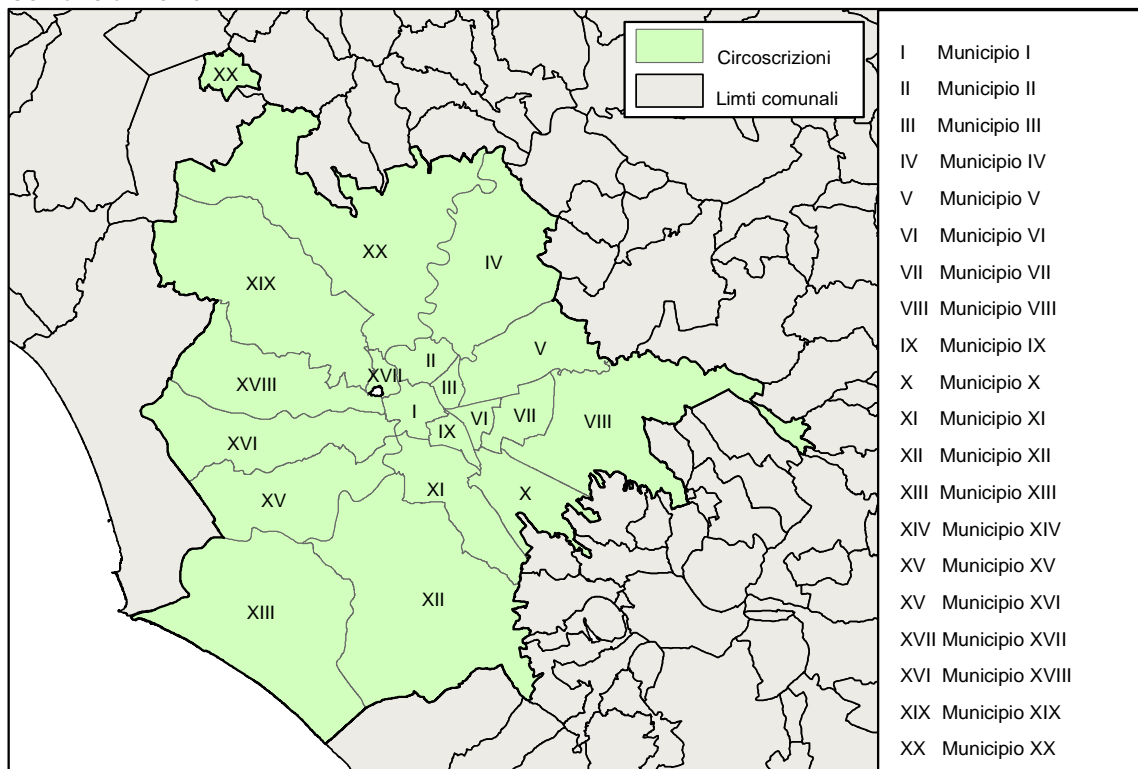 XX
Circoscrizioni
Limti comunali
XX
IV
XIX
II
V
XVII
XVIII
III
I
VI
VII
VIII
IX
XVI
XI
X
XV
XII
XIII
I Municipio I
II Municipio II
III Municipio III
IV Municipio IV
V Municipio V
VI Municipio VI
VII Municipio VII
VIII Municipio VIII
IX Municipio IX
X Municipio X
XI Municipio XI
XII Municipio XII
XIII Municipio XIII
XIV Municipio XIV
XV Municipio XV
XV Municipio XVI
XVII Municipio XVII
XVI Municipio XVIII
XIX Municipio XIX
XX Municipio XX